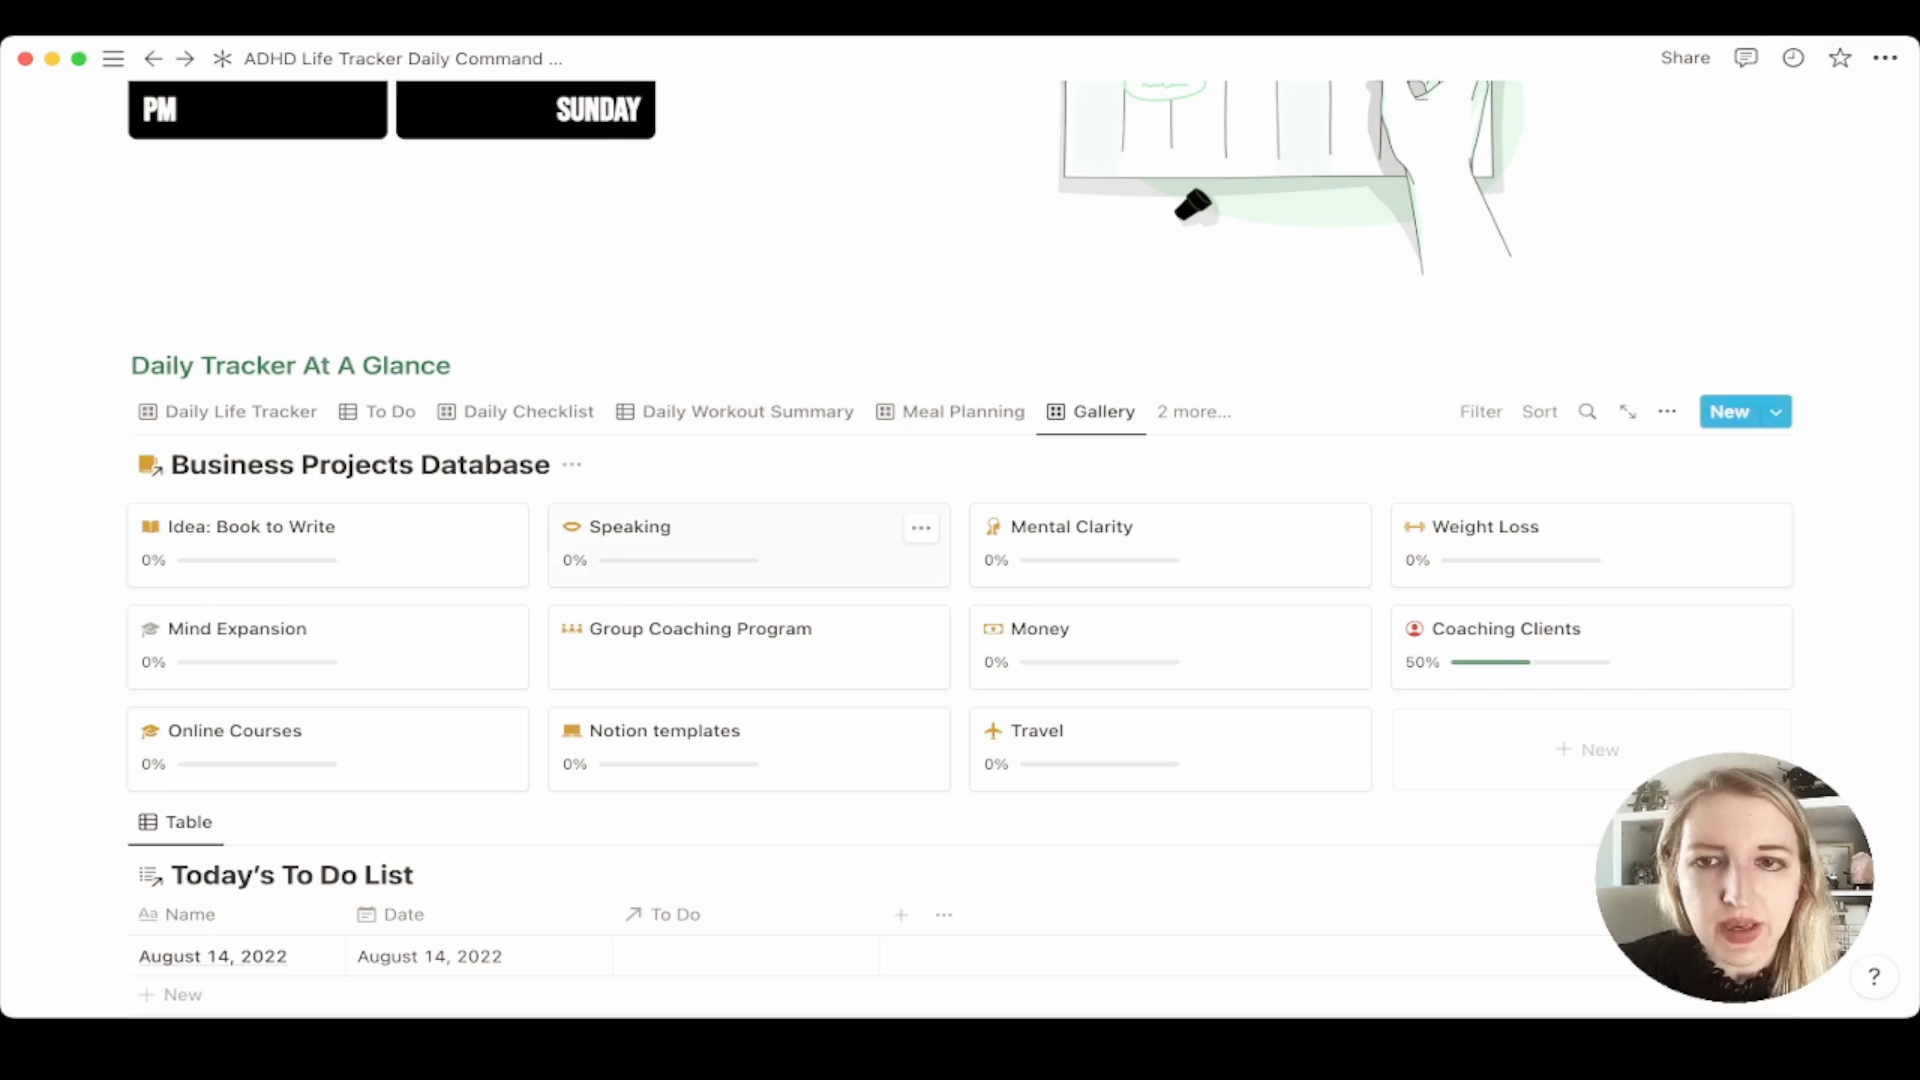 ADHD Life Tracker Daily Command ...
Share
PM
SUNDAY
Daily Tracker At A Glance
Daily Life Tracker
To Do
Daily Checklist
Daily Workout Summary
Meal Planning
Gallery
2 more...
Filter
Sort
New
Business Projects Database
Idea: Book to Write
0%
Speaking
0%
Mental Clarity
0%
Weight Loss
0%
Mind Expansion
0%
Group Coaching Program
Money
0%
Coaching Clients
50%
Online Courses
0%
Notion templates
0%
Travel
0%
+ New
Table
Today's To Do List
Aa Name
Date
To Do
August 14, 2022
August 14, 2022
+ New
?